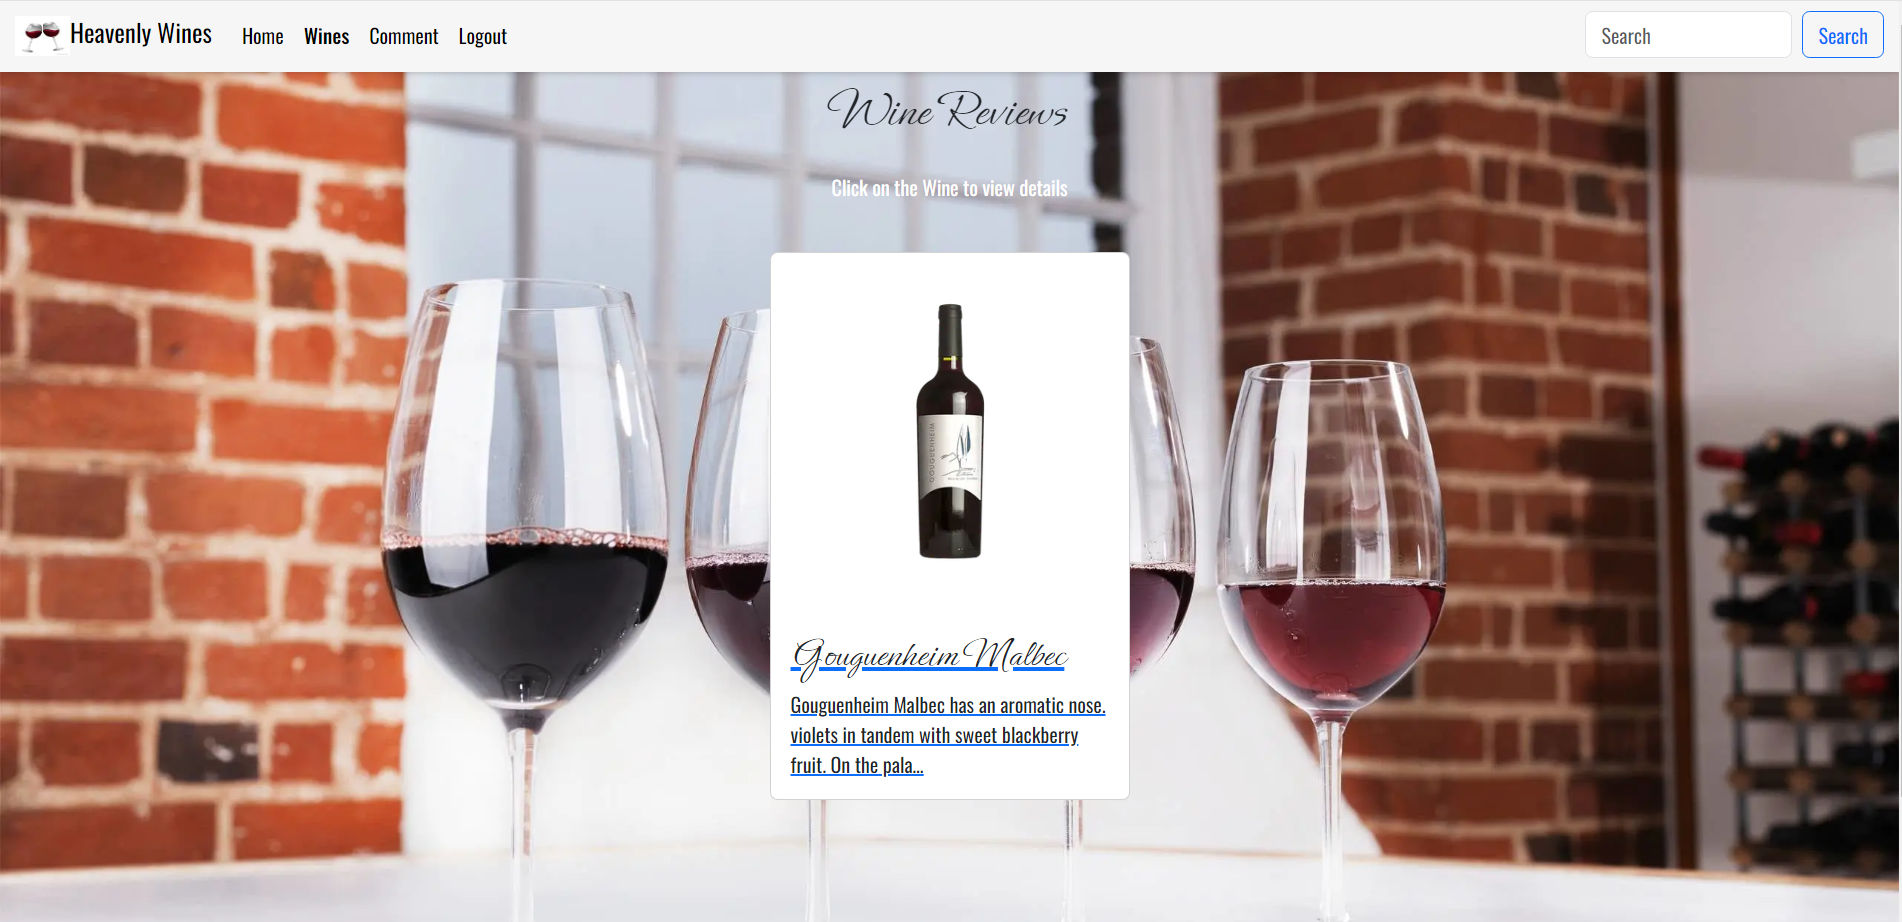 Heavenly Wines
Home
Wines
Comment
Logout
Search
Search
Wine Reviews
Click on the Wine to view details
GOUGUENHEIM
Gouguenheim Malbec
Gouguenheim Malbec has an aromatic nose.
violets in tandem with sweet blackberry
fruit. On the pala...